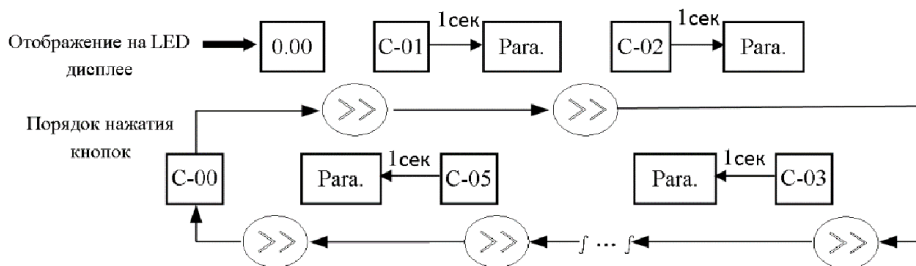 Отображение на LED
дисплее
0.00
C-01
1сек
Para.
C-02
1сек
Para.
>>
>>
Порядок нажатия
кнопок
C-00
Para.
1сек
C-05
Para.
1сек
C-03
>>
>>
∫ ... ∫
>>